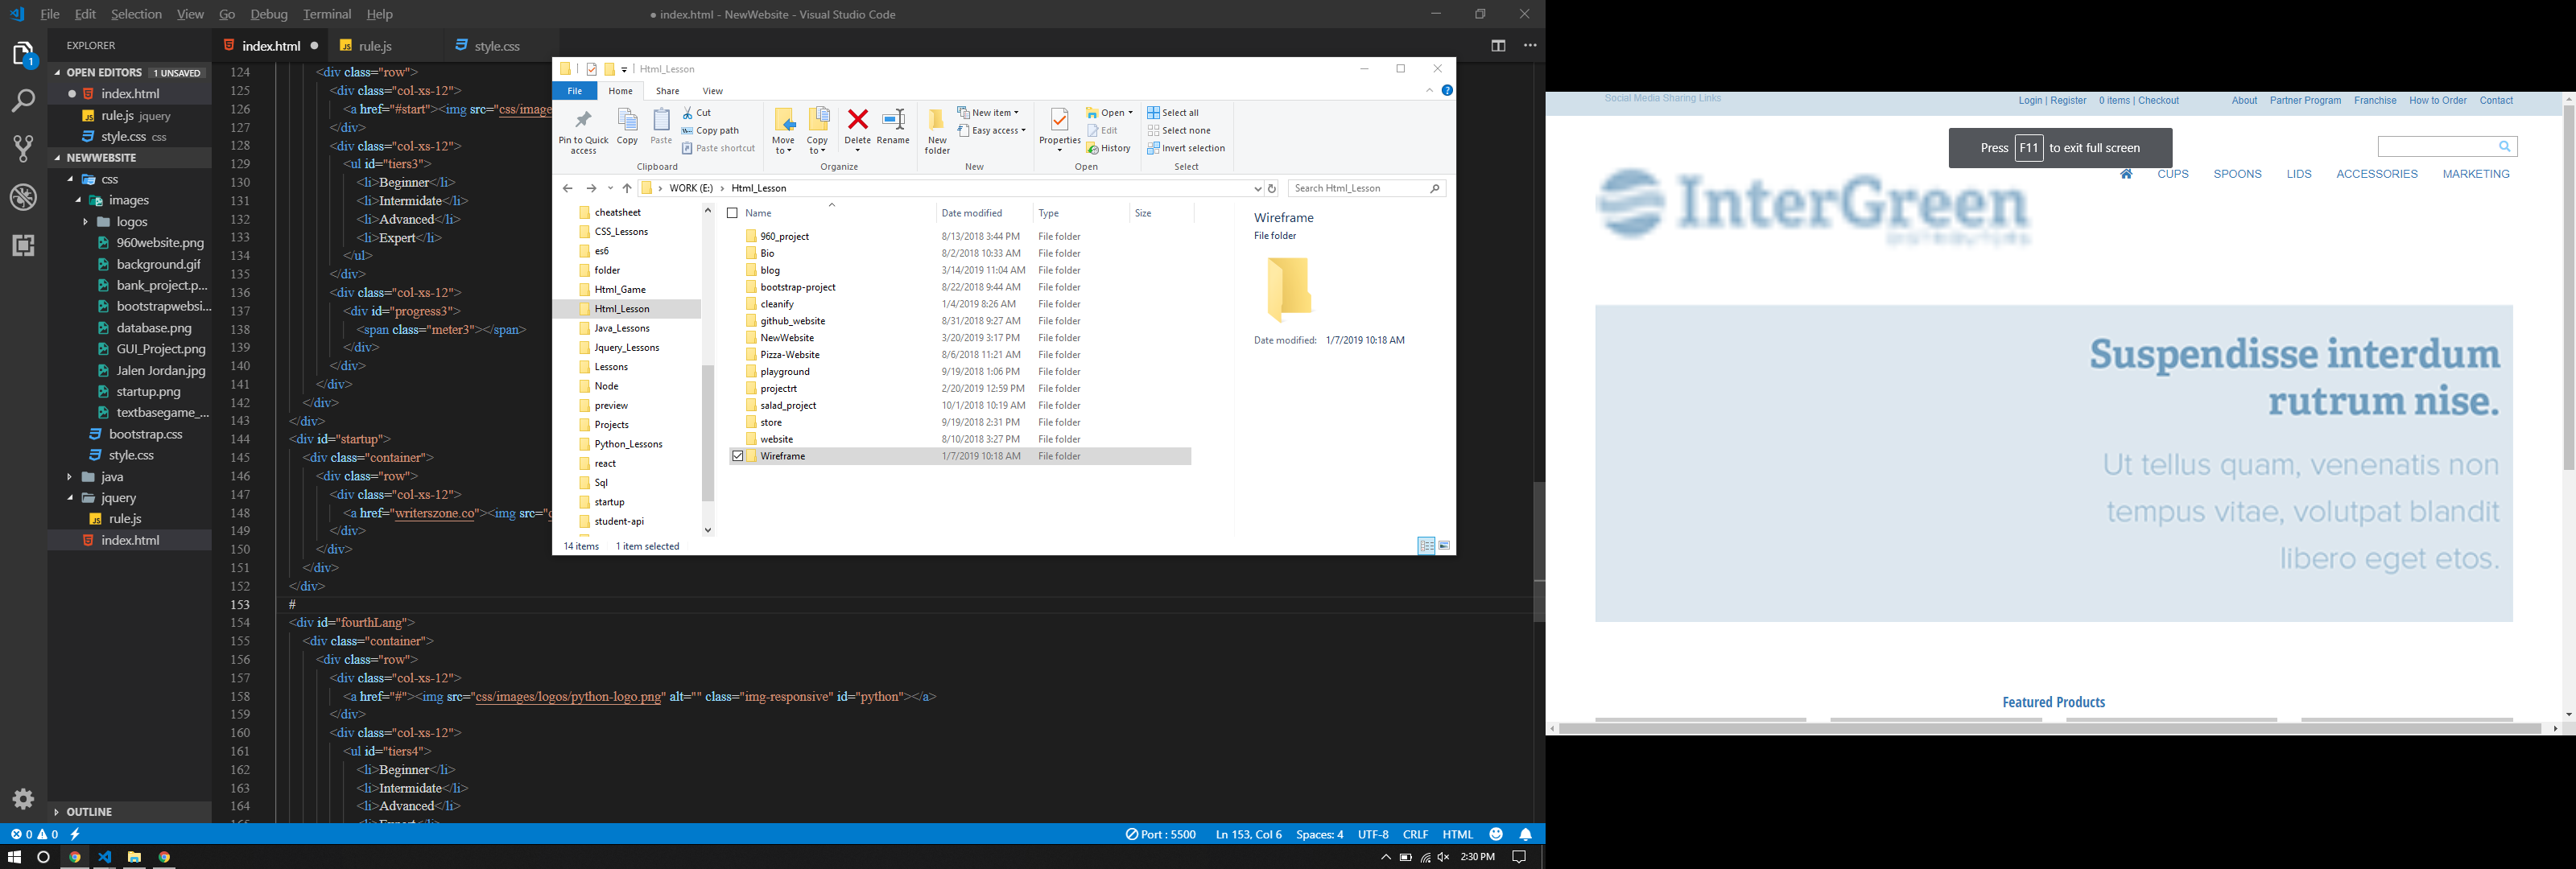 File Edit Selection View Go Debug Terminal Help
● index.html - NewWebsite - Visual Studio Code
EXPLORER
OPEN EDITORS 1 UNSAVED
index.html
rule.js jquery
style.css css
NEWWEBSITE
css
images
logos
960website.png
background.gif
bank_project.p...
bootstrapwebsi...
database.png
GUI_Project.png
Jalen Jordan.jpg
startup.png
textbasegame_...
bootstrap.css
style.css
java
jquery
rule.js
index.html
OUTLINE
index.html rule.js style.css
124 <div class="row">
125 <div class="col-xs-12">
126 <a href="#start"><img src="css/image
127 </div>
128 <div class="col-xs-12">
129 <ul id="tiers3">
130 <li>Beginner</li>
131 <li>Intermidate</li>
132 <li>Advanced</li>
133 <li>Expert</li>
134 </ul>
135 </div>
136 <div class="col-xs-12">
137 <div id="progress3">
138 <span class="meter3"></span>
139 </div>
140 </div>
141 </div>
142 </div>
143 </div>
144 <div id="startup">
145 <div class="container">
146 <div class="row">
147 <div class="col-xs-12">
148 <a href="writerszone.co"><img src="
149 </div>
150 </div>
151 </div>
152 </div>
153 #
154 <div id="fourthLang">
155 <div class="container">
156 <div class="row">
157 <div class="col-xs-12">
158 <a href="#"><img src="css/images/logos/python-logo.png" alt="" class="img-responsive" id="python"></a>
159 </div>
160 <div class="col-xs-12">
161 <ul id="tiers4">
162 <li>Beginner</li>
163 <li>Intermidate</li>
164 <li>Advanced</li>
Html_Lesson
File Home Share View
Pin to Quick access
Copy
Paste
Cut
Copy path
Paste shortcut
Clipboard
Move to
Copy to
Delete
Rename
Organize
New folder
New item
Easy access
New
Properties
Open
Edit
History
Open
Select all
Select none
Invert selection
Select
WORK (E:) › Html_Lesson
Search Html_Lesson
cheatsheet
CSS_Lessons
es6
folder
Html_Game
Html_Lesson
Java_Lessons
Jquery_Lessons
Lessons
Node
preview
Projects
Python_Lessons
react
Sql
startup
student-api
Name Date modified Type Size
960_project 8/13/2018 3:44 PM File folder
Bio 8/2/2018 10:33 AM File folder
blog 3/14/2019 11:04 AM File folder
bootstrap-project 8/22/2018 9:44 AM File folder
cleanify 1/4/2019 8:26 AM File folder
github_website 8/31/2018 9:27 AM File folder
NewWebsite 3/20/2019 3:17 PM File folder
Pizza-Website 8/6/2018 11:21 AM File folder
playground 9/19/2018 1:06 PM File folder
projectrt 2/20/2019 12:59 PM File folder
salad_project 10/1/2018 10:19 AM File folder
store 9/19/2018 2:31 PM File folder
website 8/10/2018 3:27 PM File folder
Wireframe 1/7/2019 10:18 AM File folder
Wireframe
File folder
Date modified: 1/7/2019 10:18 AM
14 items 1 item selected
0 0
Port : 5500 Ln 153, Col 6 Spaces: 4 UTF-8 CRLF HTML
2:30 PM
Social Media Sharing Links
Login | Register 0 items | Checkout About Partner Program Franchise How to Order Contact
Press F11 to exit full screen
CUPS SPOONS LIDS ACCESSORIES MARKETING
InterGreen
DISTRIBUTORS
Suspendisse interdum
rutrum nise.
Ut tellus quam, venenatis non
tempus vitae, volutpat blandit
libero eget etos.
Featured Products